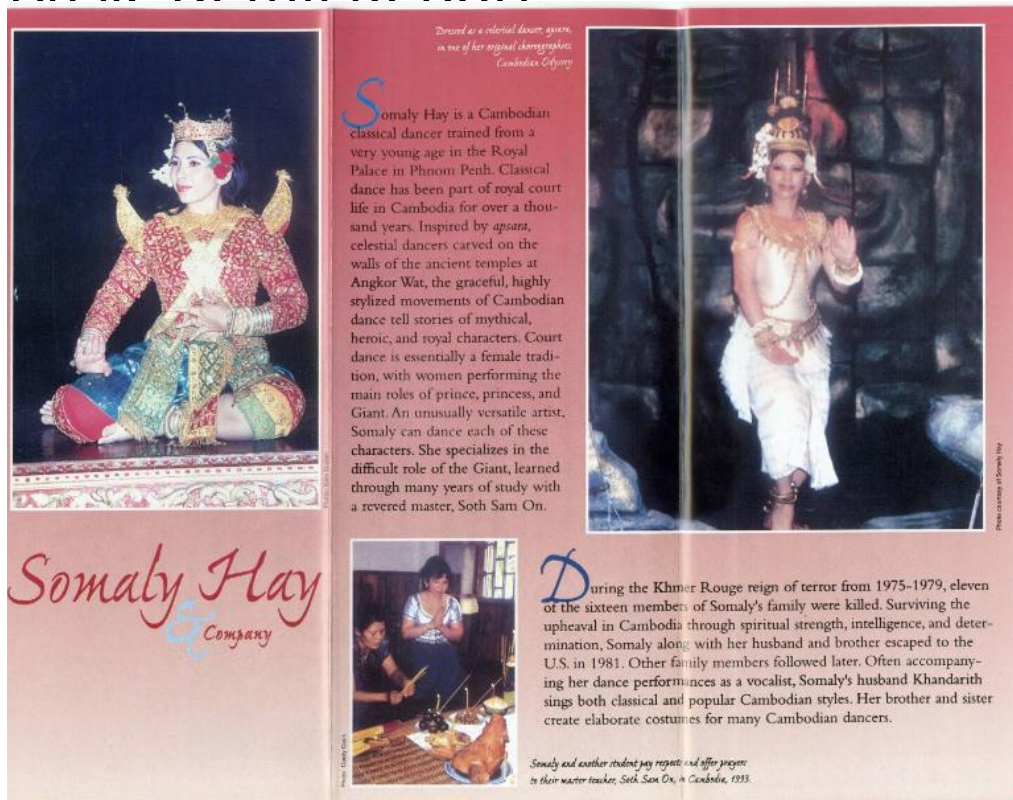 Somaly Hay
& Company
Dressed as a celestial dancer, apsara,
in one of her original choreographies,
Cambodian Odyssey
Somaly Hay is a Cambodian
classical dancer trained from a
very young age in the Royal
Palace in Phnom Penh. Classical
dance has been part of royal court
life in Cambodia for over a thou-
sand years. Inspired by apsara,
celestial dancers carved on the
walls of the ancient temples at
Angkor Wat, the graceful, highly
stylized movements of Cambodian
dance tell stories of mythical,
heroic, and royal characters. Court
dance is essentially a female tradi-
tion, with women performing the
main roles of prince, princess, and
Giant. An unusually versatile artist,
Somaly can dance each of these
characters. She specializes in the
difficult role of the Giant, learned
through many years of study with
a revered master, Soth Sam On.
Photo courtesy of Somaly Hay
During the Khmer Rouge reign of terror from 1975-1979, eleven
of the sixteen members of Somaly's family were killed. Surviving the
upheaval in Cambodia through spiritual strength, intelligence, and deter-
mination, Somaly along with her husband and brother escaped to the
U.S. in 1981. Other family members followed later. Often accompany-
ing her dance performances as a vocalist, Somaly's husband Khandarith
sings both classical and popular Cambodian styles. Her brother and sister
create elaborate costumes for many Cambodian dancers.
Photo:
Somaly and another student pay respects and offer prayers
to their master teacher, Soth Sam On, in Cambodia, 1993.